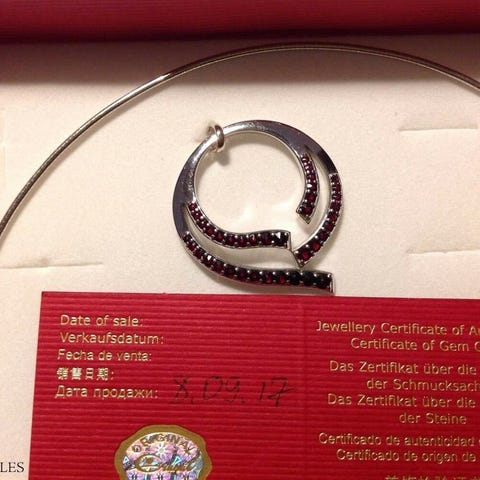 Date of sale:
Verkaufsdatum:
Fecha de venta:
銷售日期:
Дата продажи: 8.09.17
ORIGINAL
Jewellery Certificate of Au
Certificate of Gem O
Das Zertifikat über die
der Schmucksach
Das Zertifikat über die
der Steine
Certificado de autenticidad
Certificado de origen de
LES